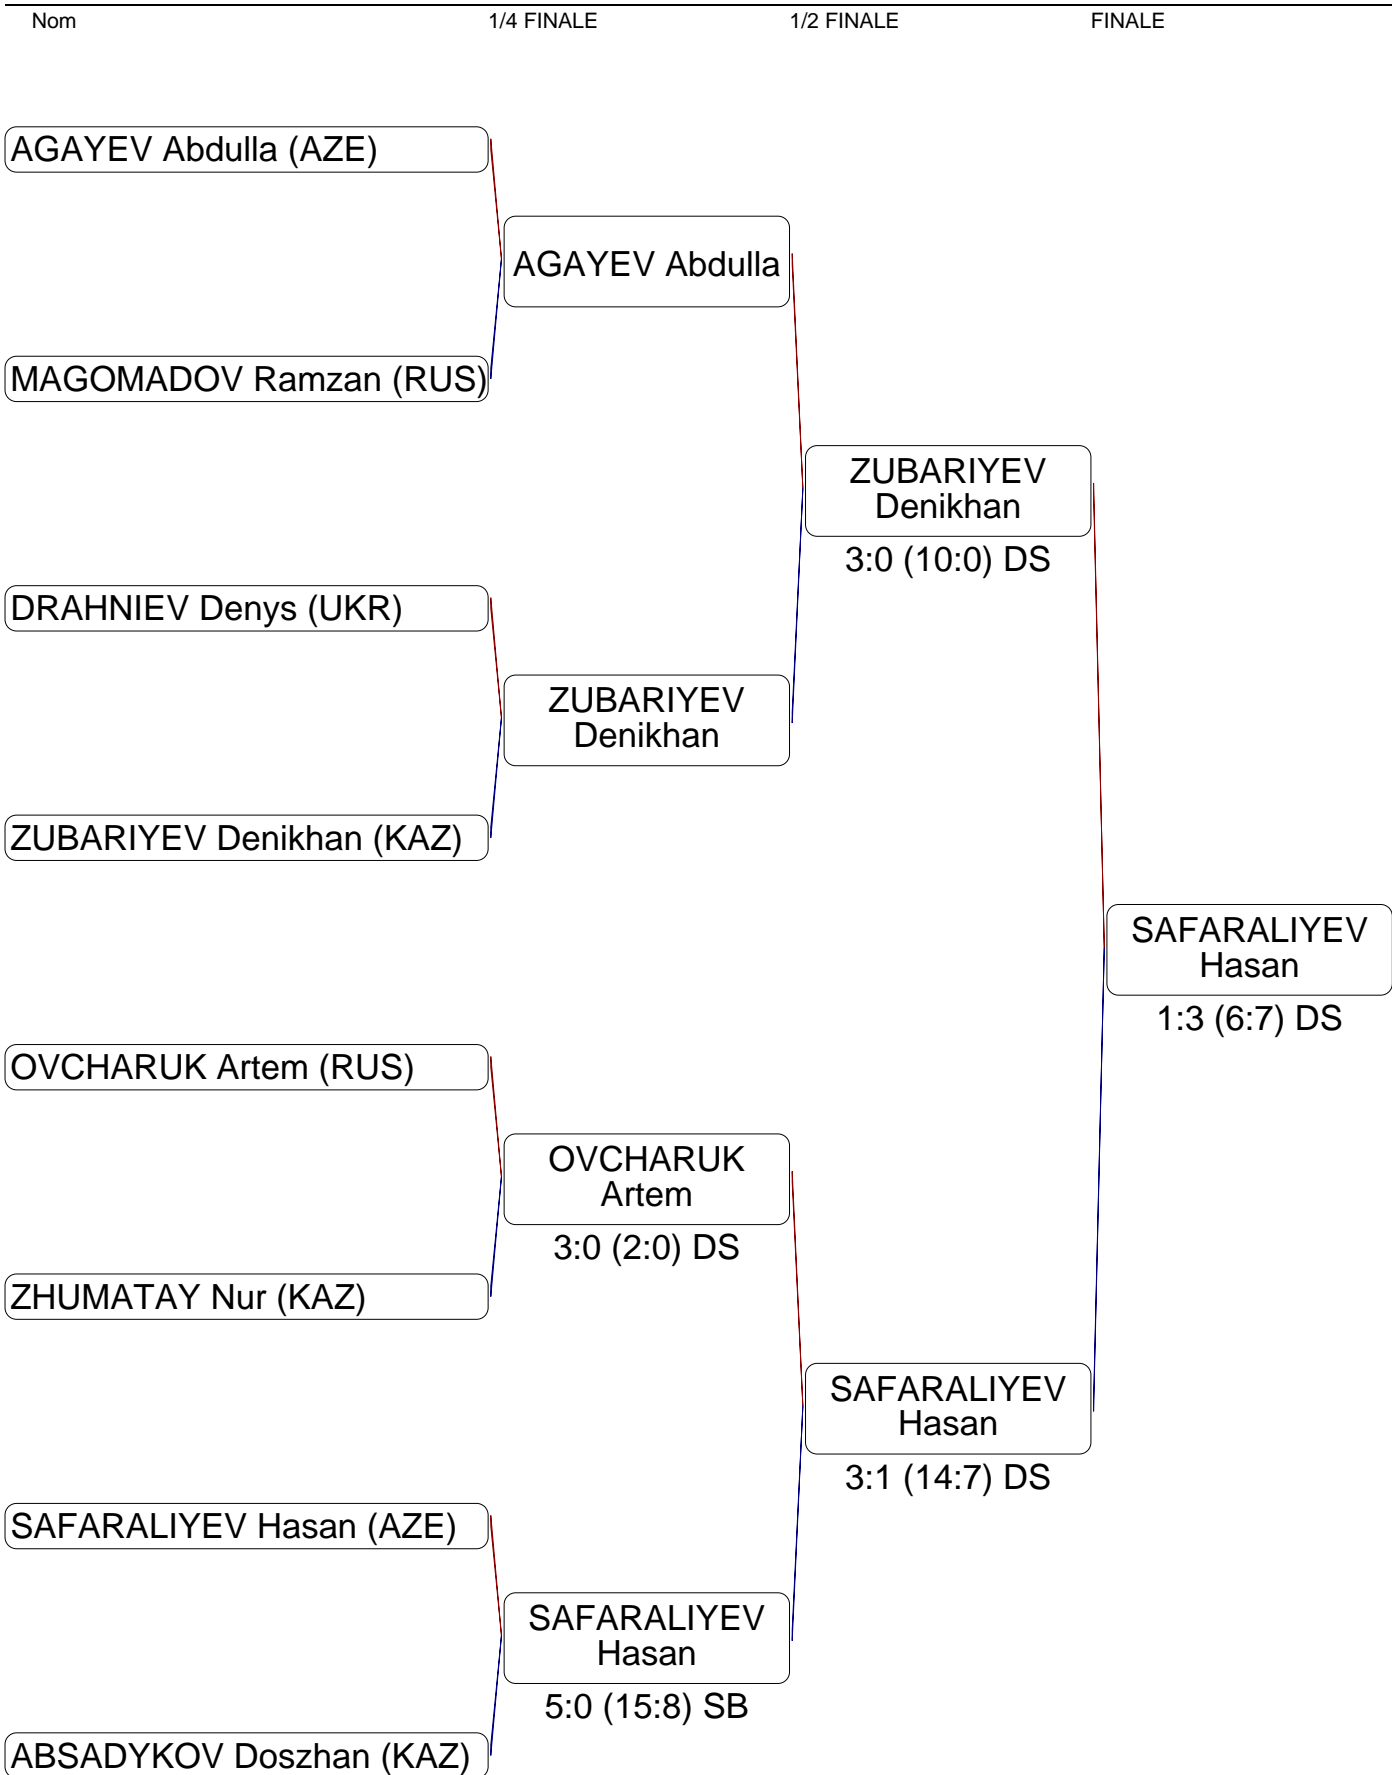 Nom 1/4 FINALE 1/2 FINALE FINALE
AGAYEV Abdulla (AZE)
AGAYEV Abdulla
MAGOMADOV Ramzan (RUS)
ZUBARIYEV
Denikhan
3:0 (10:0) DS
DRAHNIEV Denys (UKR)
ZUBARIYEV
Denikhan
ZUBARIYEV Denikhan (KAZ)
SAFARALIYEV
Hasan
1:3 (6:7) DS
OVCHARUK Artem (RUS)
OVCHARUK
Artem
3:0 (2:0) DS
ZHUMATAY Nur (KAZ)
SAFARALIYEV
Hasan
3:1 (14:7) DS
SAFARALIYEV Hasan (AZE)
SAFARALIYEV
Hasan
5:0 (15:8) SB
ABSADYKOV Doszhan (KAZ)